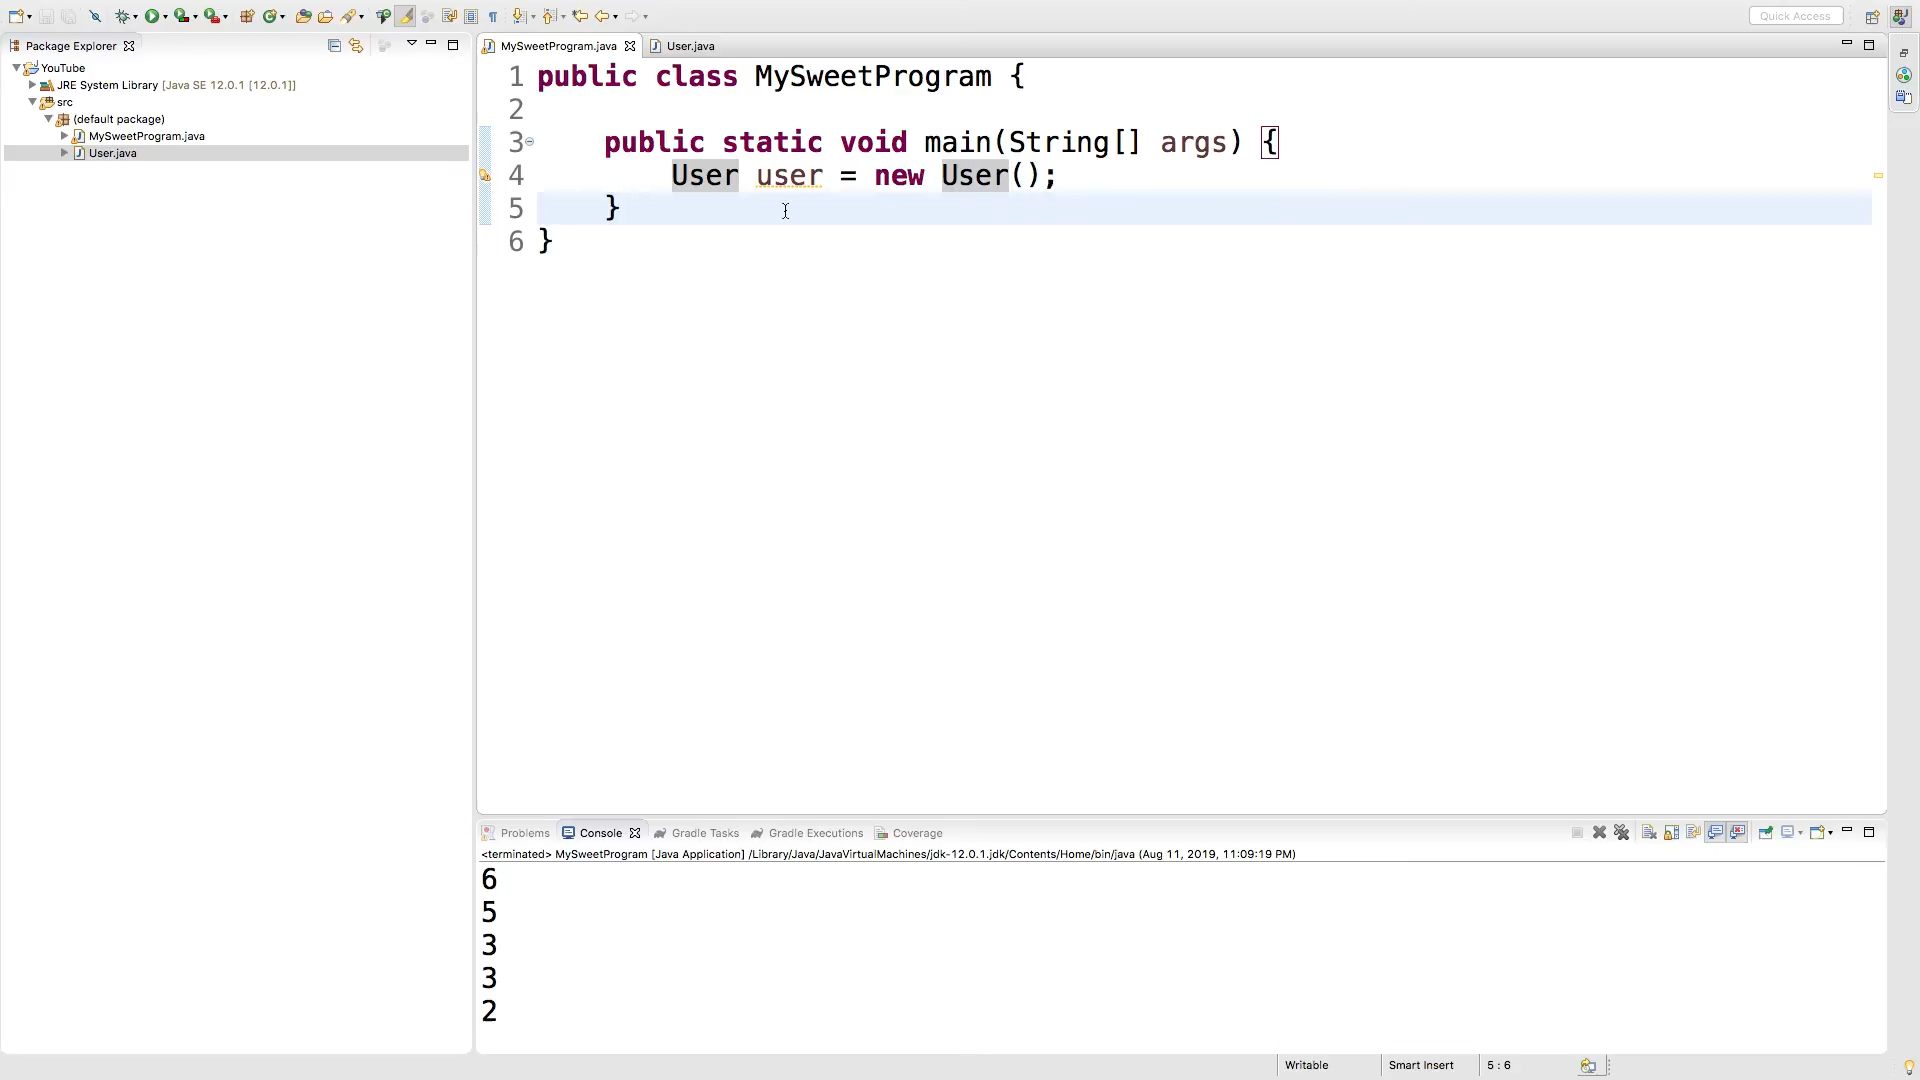 Quick Access
Package Explorer
YouTube
JRE System Library [Java SE 12.0.1 [12.0.1]]
src
(default package)
MySweetProgram.java
User.java
MySweetProgram.java
User.java
1 public class MySweetProgram {
2
3 public static void main(String[] args) {
4 User user = new User();
5 }
6 }
Problems Console Gradle Tasks Gradle Executions Coverage
<terminated> MySweetProgram [Java Application] /Library/Java/JavaVirtualMachines/jdk-12.0.1.jdk/Contents/Home/bin/java (Aug 11, 2019, 11:09:19 PM)
6
5
3
3
2
Writable Smart Insert 5 : 6